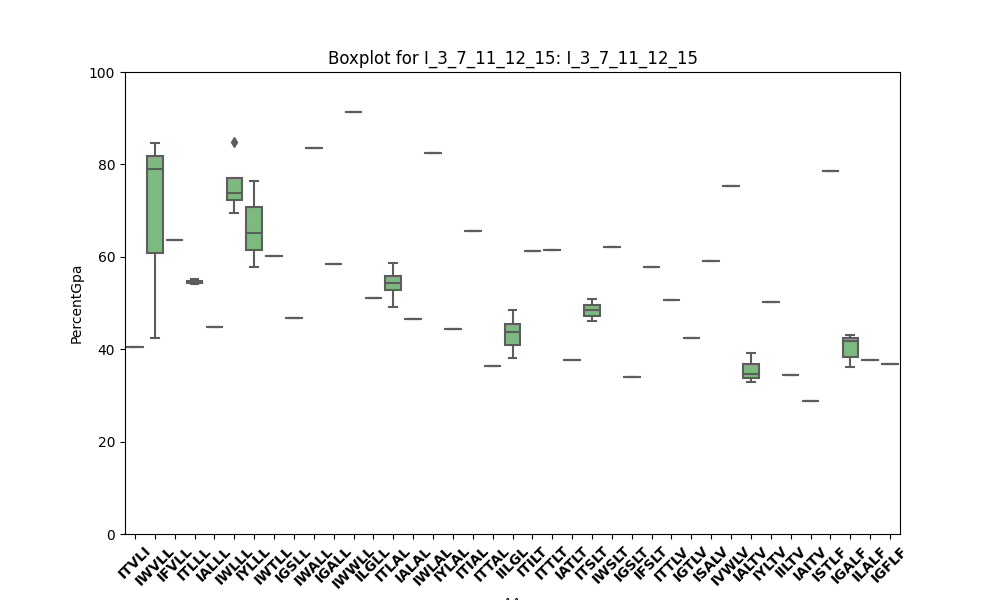 Boxplot for I_3_7_11_12_15: I_3_7_11_12_15
100
80
60
40
20
0
PercentGpa
ITVLI
IWVLL
IFVLL
ITLLL
IALLL
IWLLL
IYLLL
IWTLL
IGSLL
IWALL
IGALL
IWWLL
ILGLL
ITLAL
IALAL
IWLAL
IYLAL
ITIAL
ITTAL
IILGL
ITILT
ITTLT
IATLT
ITSLT
IWSLT
IGSLT
IFSLT
ITTLV
IGTLV
ISALV
IVWLV
IALTV
IYLTV
IILTV
IAITV
ISTLF
IGALF
ILALF
IGFLF